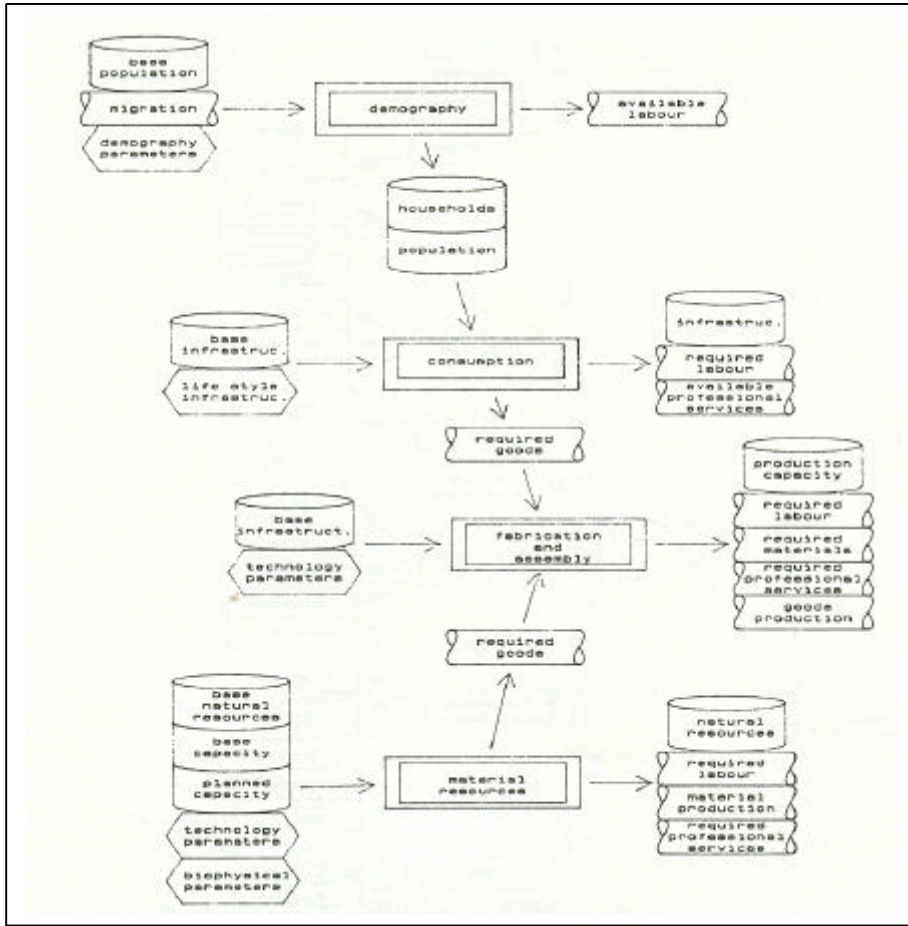 base
population
migration
demography
parameters
demography
available
labour
households
population
base
infrastruc.
life style
infrastruc.
consumption
infrastruc.
required
labour
available
professional
services
required
goods
base
infrastruct.
technology
parameters
fabrication
and
assembly
production
capacity
required
labour
required
materials
required
professional
services
goods
production
required
goods
base
natural
resources
base
capacity
planned
capacity
technology
parameters
biophysical
parameters
material
resources
natural
resources
required
labour
material
production
required
professional
services